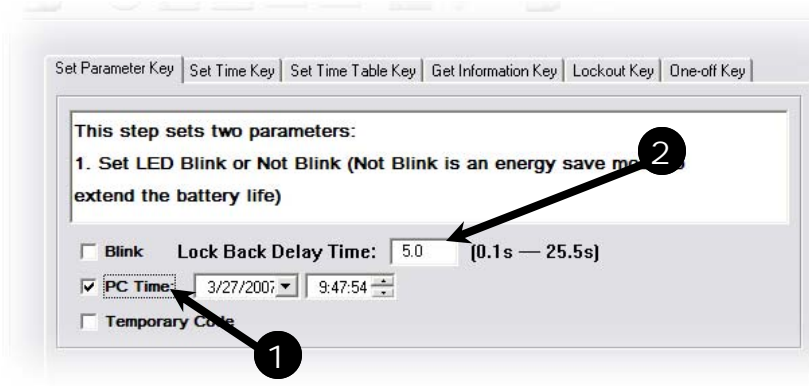 Set Parameter Key Set Time Key Set Time Table Key Get Information Key Lockout Key One-off Key
This step sets two parameters:
1. Set LED Blink or Not Blink (Not Blink is an energy save
extend the battery life)
2
Blink Lock Back Delay Time: 5.0 (0.1s — 25.5s)
PC Time: 3/27/2007 9:47:54
Temporary Code
1